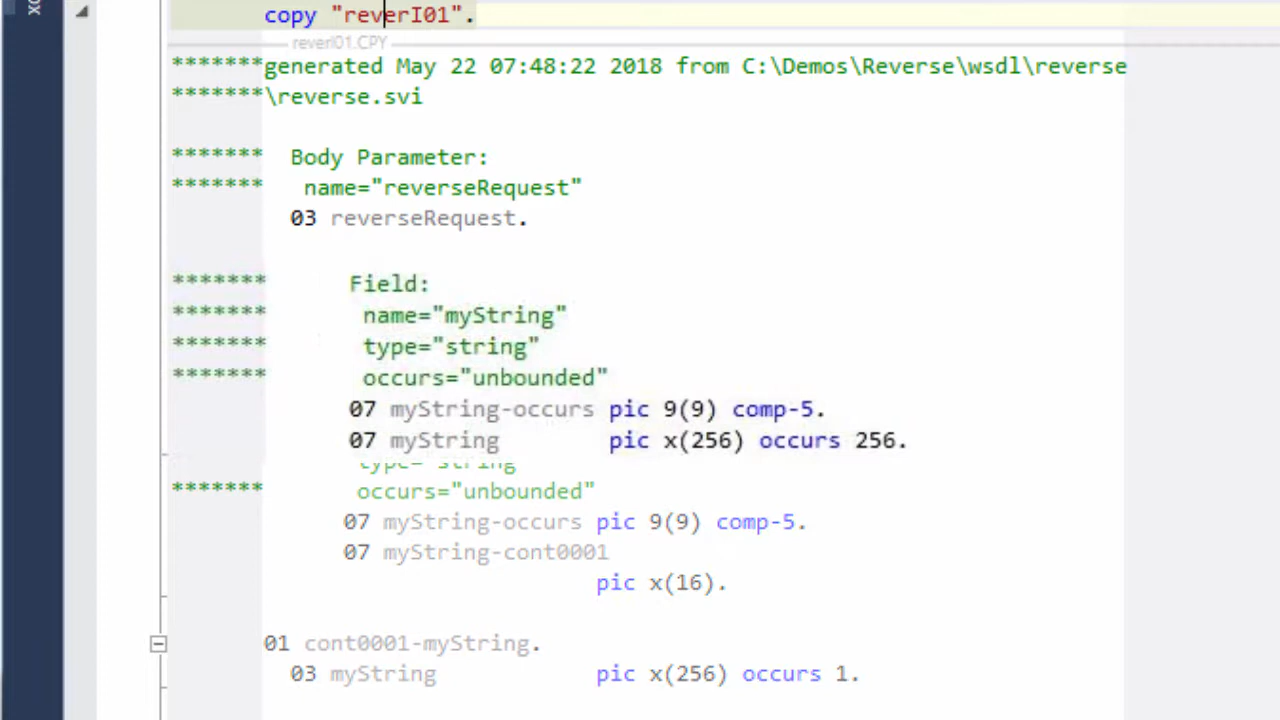 copy "reverI01".
reverI01.CPY
*******generated May 22 07:48:22 2018 from C:\Demos\Reverse\wsdl\reverse
*******\reverse.svi
******* Body Parameter:
******* name="reverseRequest"
03 reverseRequest.
******* Field:
******* name="myString"
******* type="string"
******* occurs="unbounded"
07 myString-occurs pic 9(9) comp-5.
07 myString pic x(256) occurs 256.
type="string
******* occurs="unbounded"
07 myString-occurs pic 9(9) comp-5.
07 myString-cont0001
pic x(16).
01 cont0001-myString.
03 myString pic x(256) occurs 1.